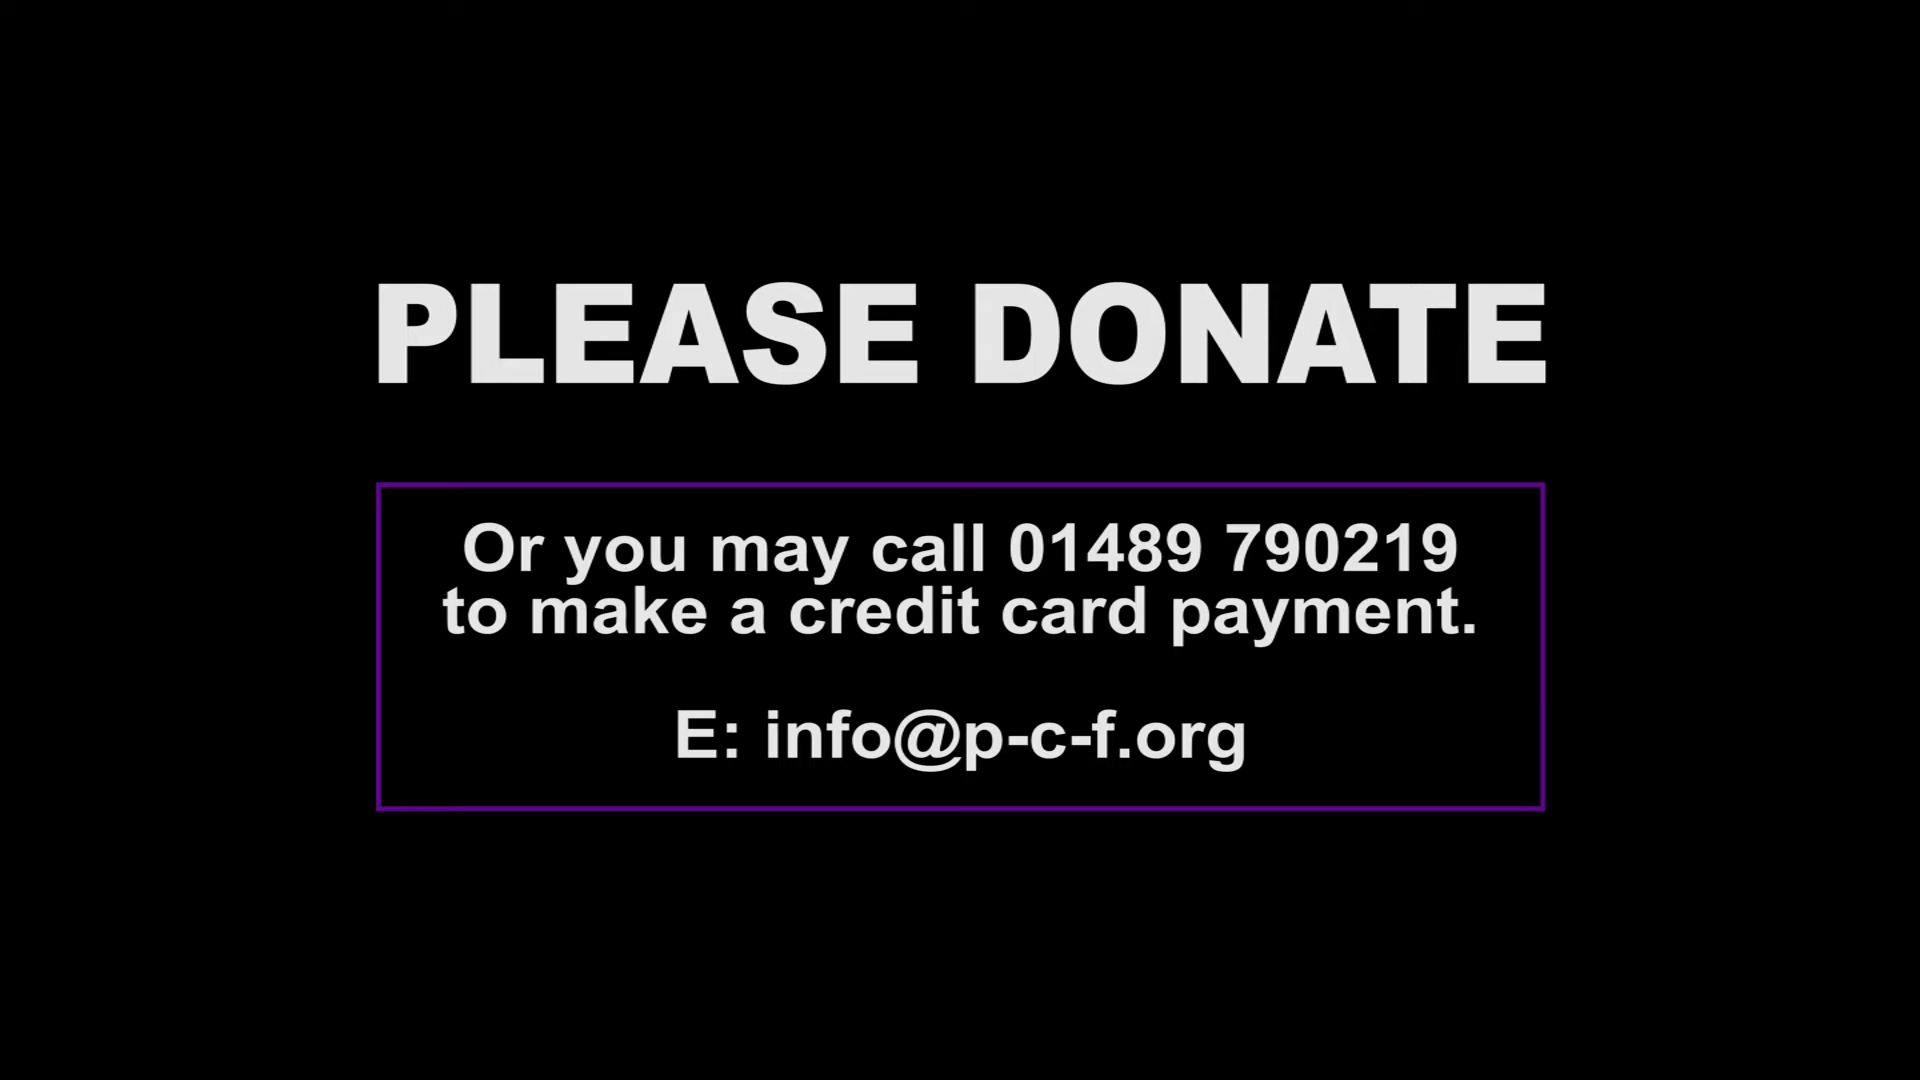 PLEASE DONATE
Or you may call 01489 790219
to make a credit card payment.
E: info@p-c-f.org